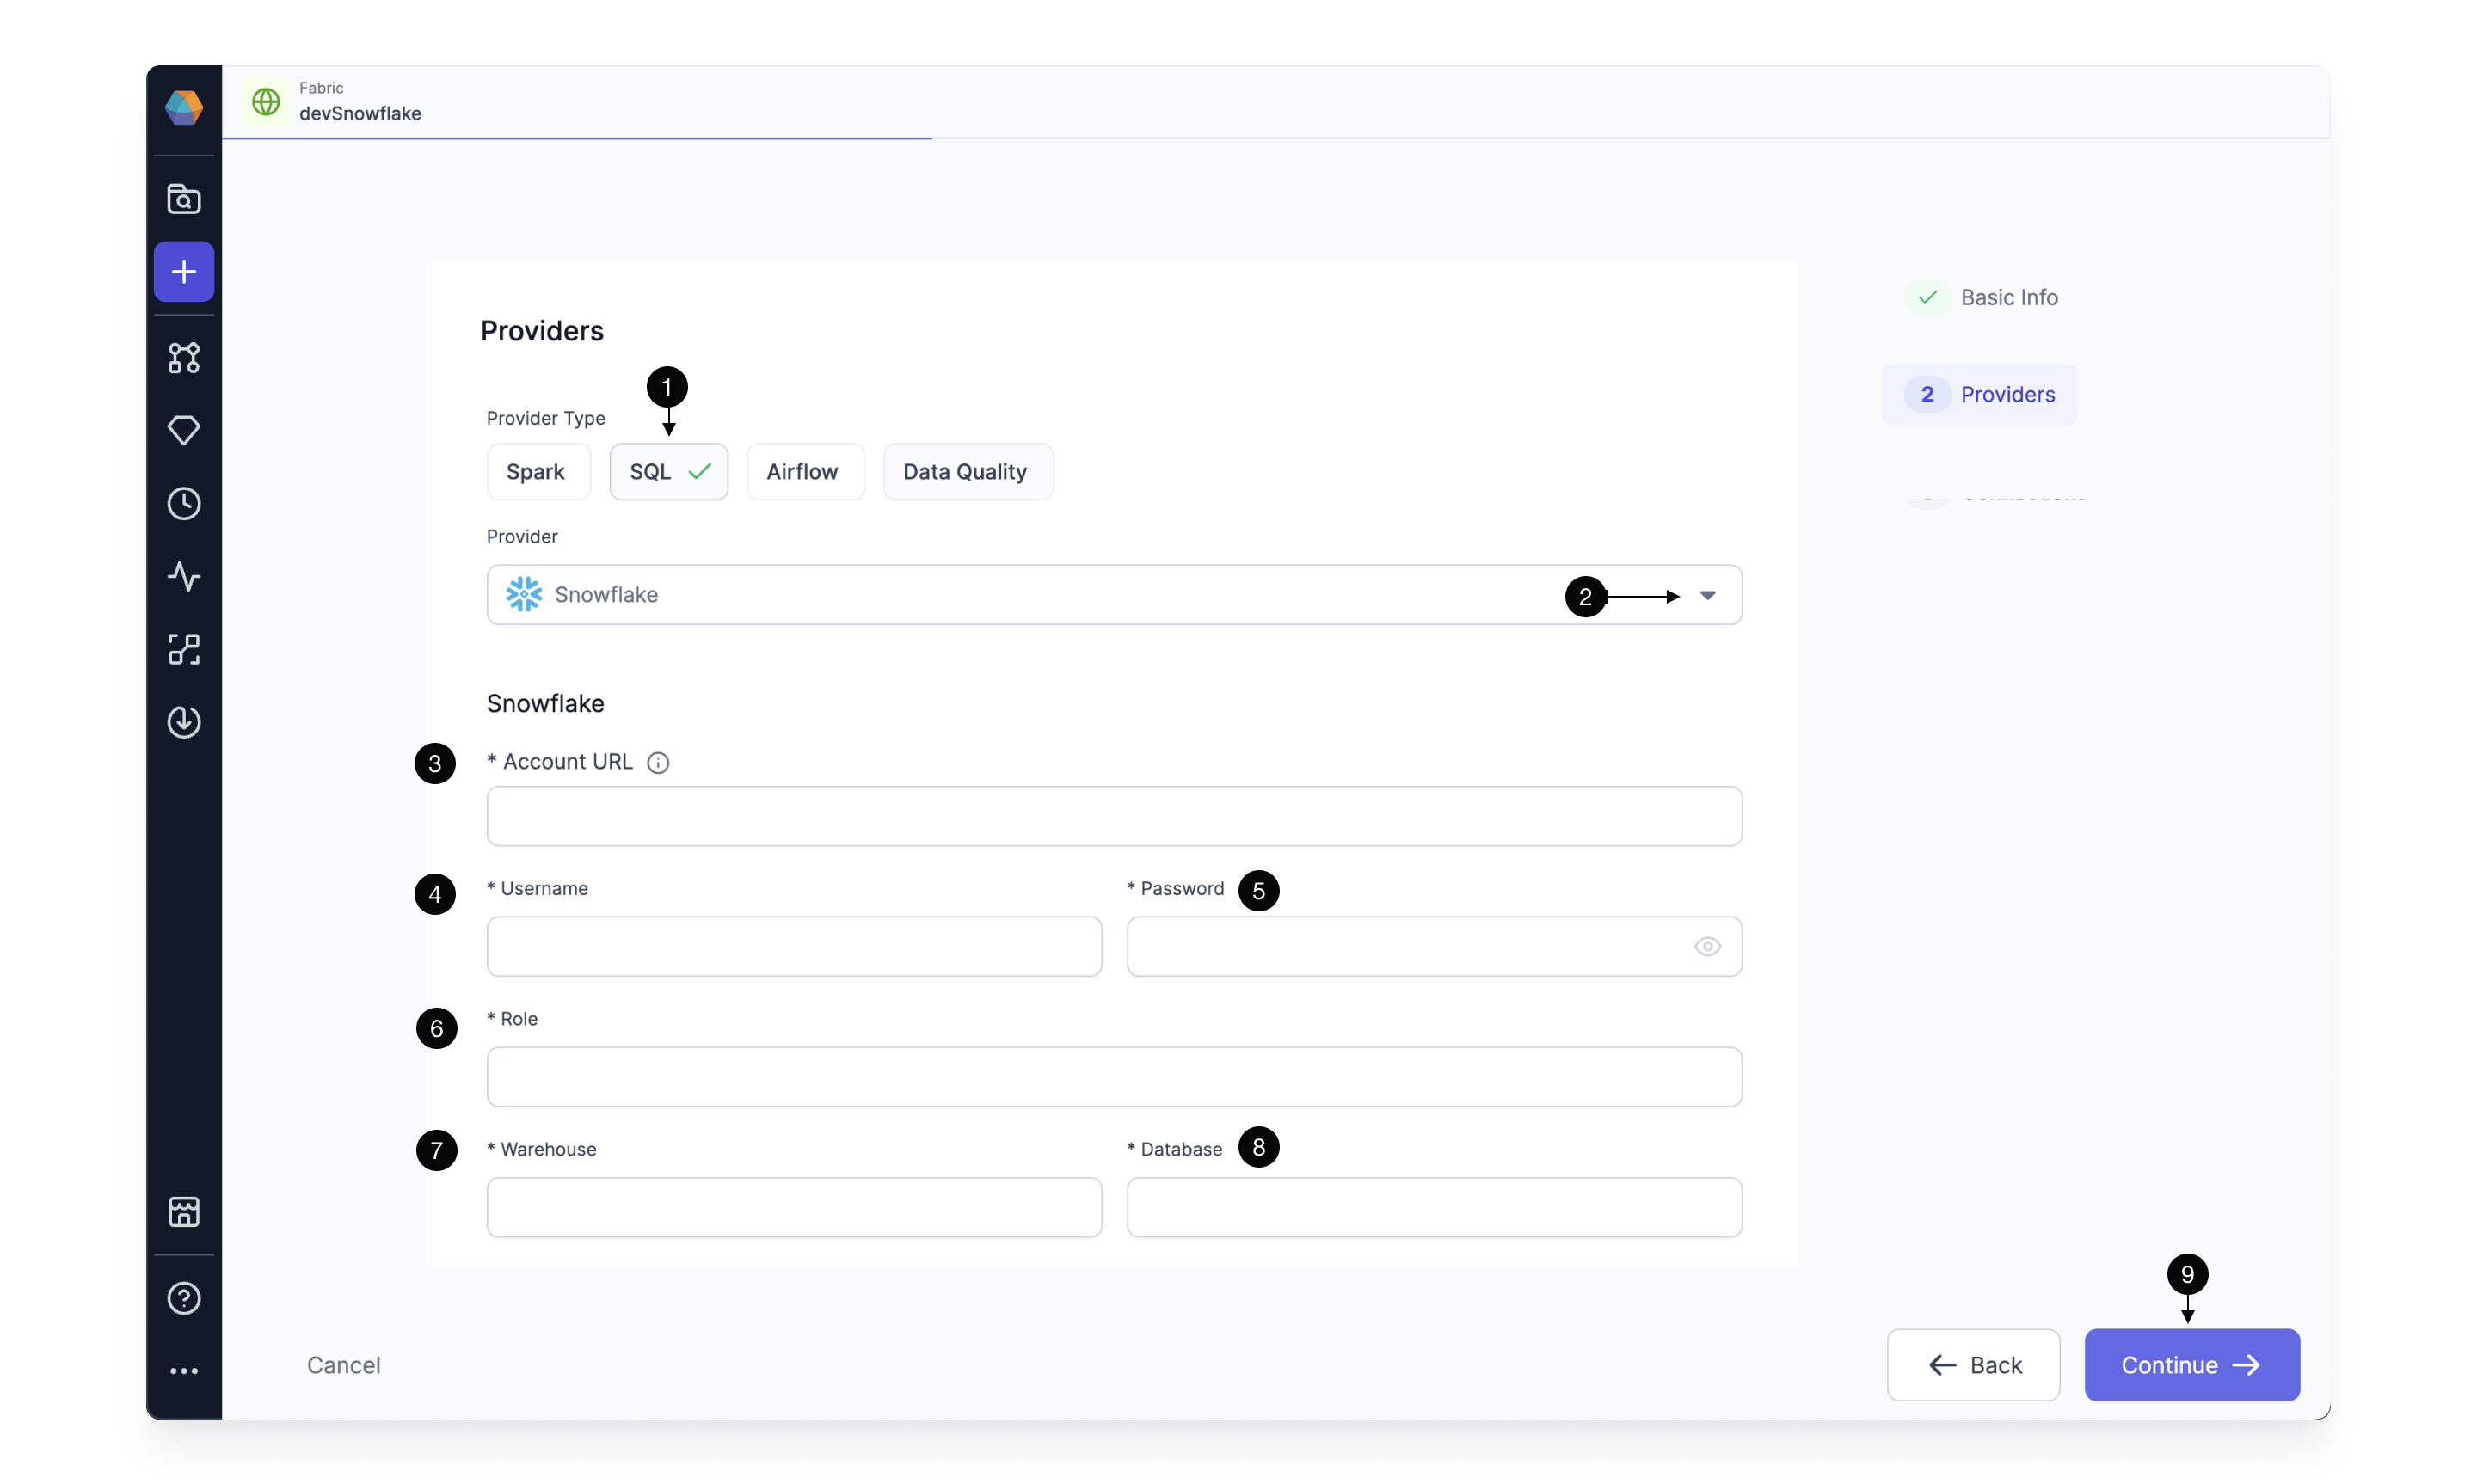 Fabric
devSnowflake
Basic Info
Providers
2 Providers
1
Provider Type
Spark SQL Airflow Data Quality
Provider
Snowflake
2
Snowflake
3 * Account URL
4 * Username
* Password 5
6 * Role
7 * Warehouse
* Database 8
9
Cancel
Back
Continue